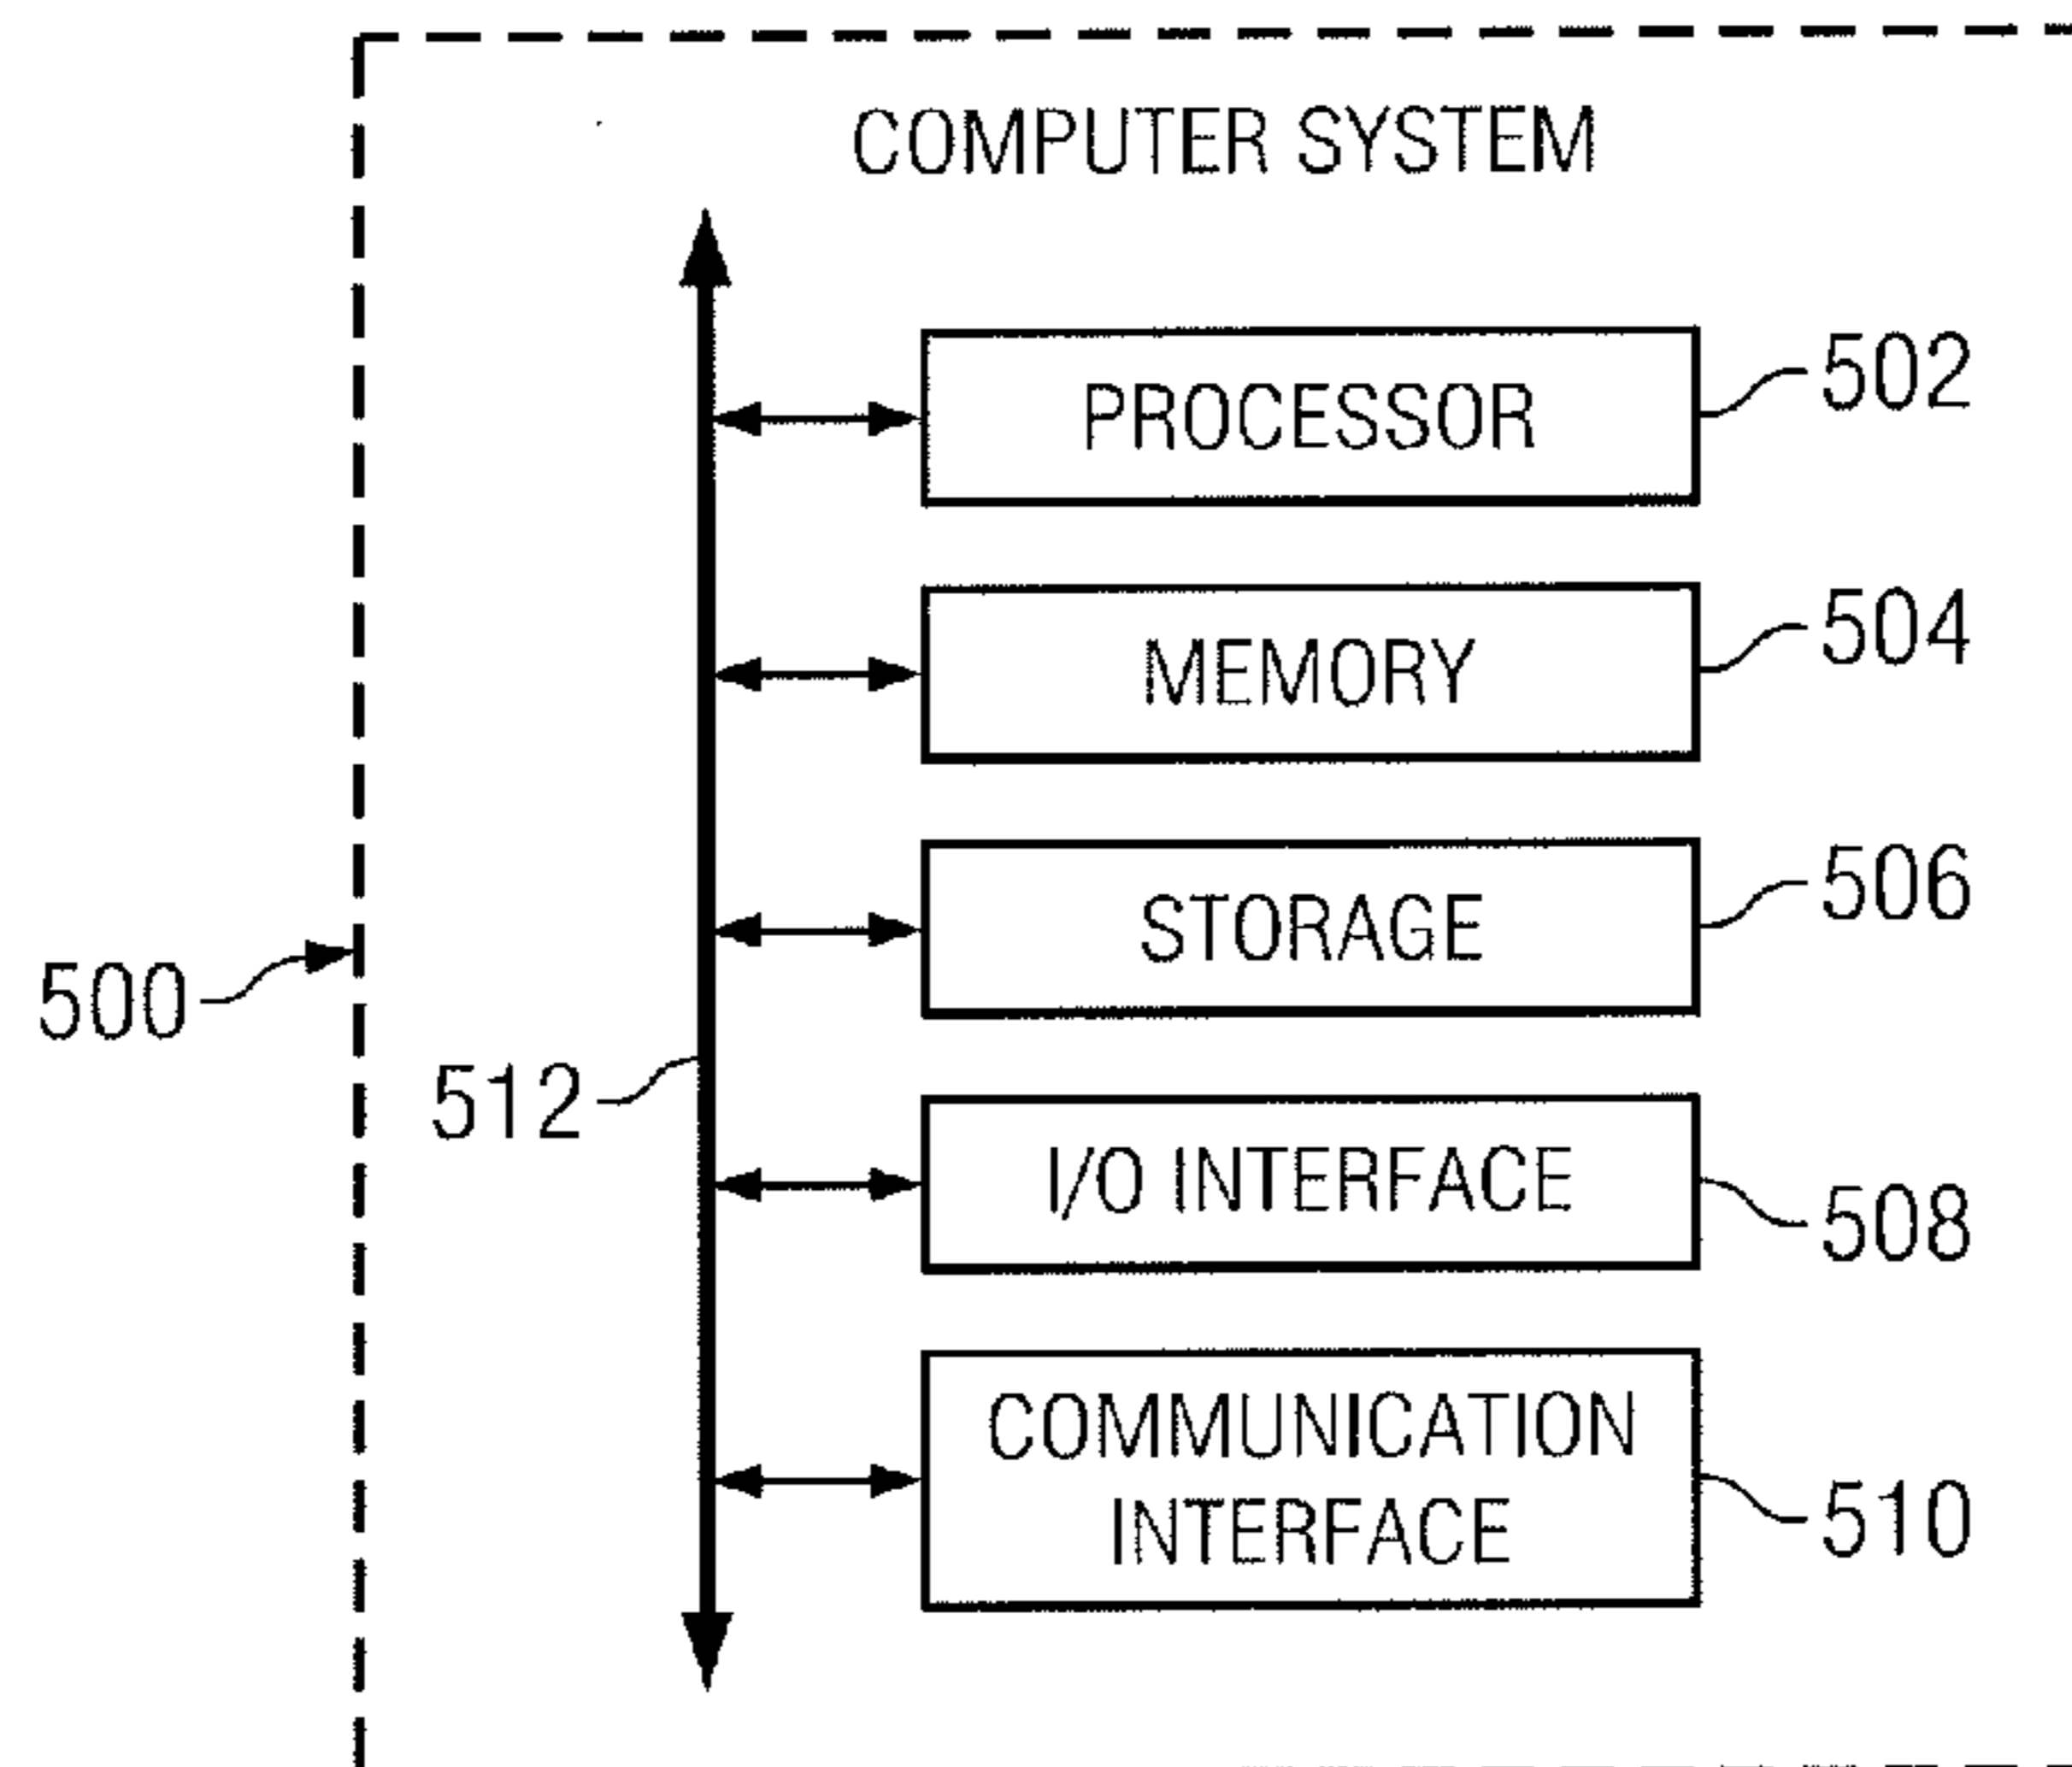 COMPUTER SYSTEM
PROCESSOR
502
MEMORY
504
STORAGE
506
500
512
I/O INTERFACE
508
COMMUNICATION
INTERFACE
510